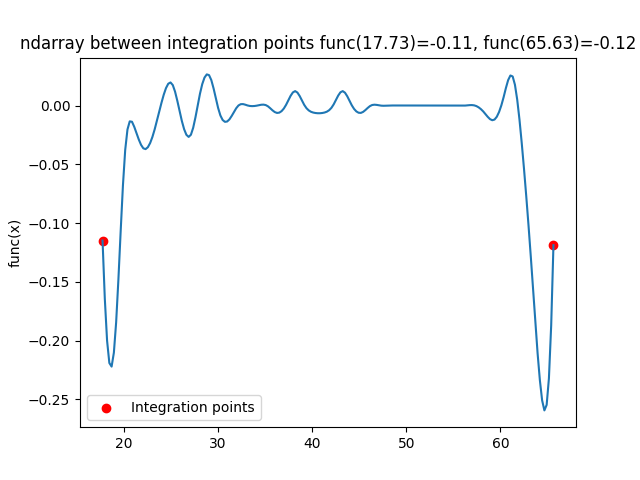 ndarray between integration points func(17.73)=-0.11, func(65.63)=-0.12
0.00
−0.05
−0.10
−0.15
−0.20
−0.25
func(x)
Integration points
20 30 40 50 60